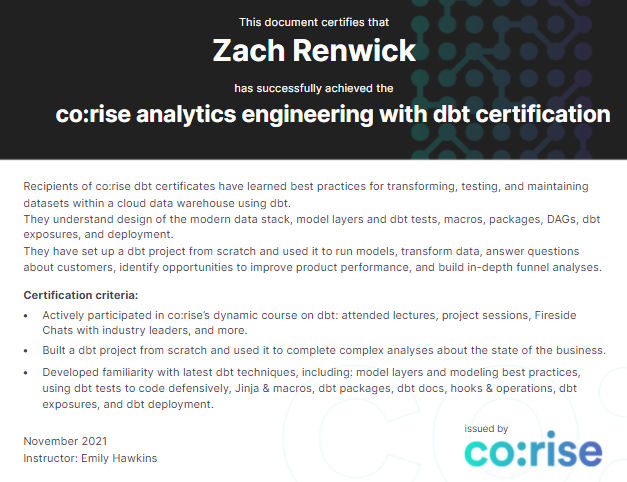 This document certifies that
Zach Renwick
has successfully achieved the
co:rise analytics engineering with dbt certification
Recipients of co:rise dbt certificates have learned best practices for transforming, testing, and maintaining
datasets within a cloud data warehouse using dbt.
They understand design of the modern data stack, model layers and dbt tests, macros, packages, DAGs, dbt
exposures, and deployment.
They have set up a dbt project from scratch and used it to run models, transform data, answer questions
about customers, identify opportunities to improve product performance, and build in-depth funnel analyses.
Certification criteria:
• Actively participated in co:rise’s dynamic course on dbt: attended lectures, project sessions, Fireside
Chats with industry leaders, and more.
• Built a dbt project from scratch and used it to complete complex analyses about the state of the business.
• Developed familiarity with latest dbt techniques, including: model layers and modeling best practices,
using dbt tests to code defensively, Jinja & macros, dbt packages, dbt docs, hooks & operations, dbt
exposures, and dbt deployment.
November 2021
Instructor: Emily Hawkins
issued by
co:rise